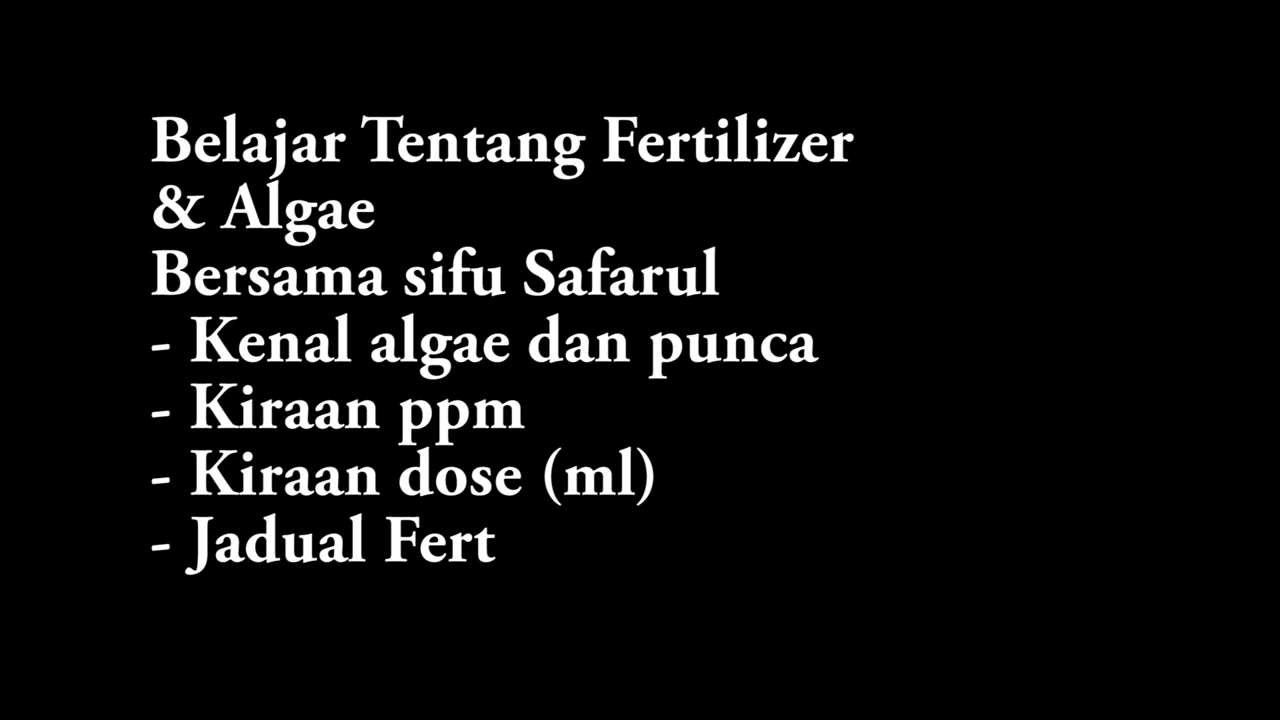 Belajar Tentang Fertilizer
& Algae
Bersama sifu Safarul
- Kenal algae dan punca
- Kiraan ppm
- Kiraan dose (ml)
- Jadual Fert